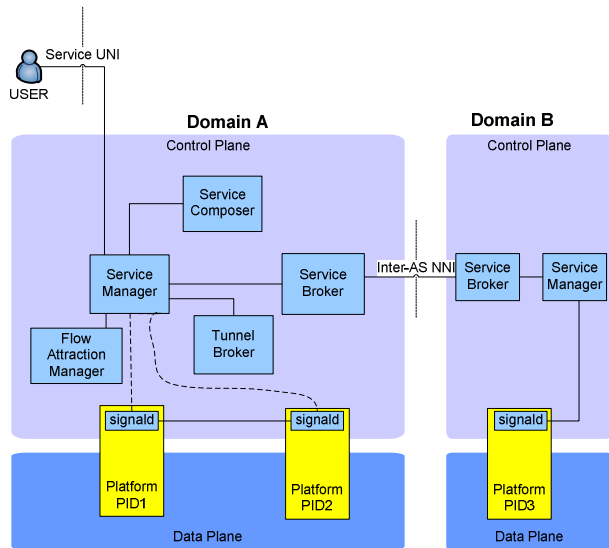 Service UNI
USER
Domain A
Domain B
Control Plane
Control Plane
Service
Composer
Service
Manager
Service
Broker
Inter-AS NNI
Service
Broker
Service
Manager
Flow
Attraction
Manager
Tunnel
Broker
signald
signald
signald
Platform
PID1
Platform
PID2
Platform
PID3
Data Plane
Data Plane